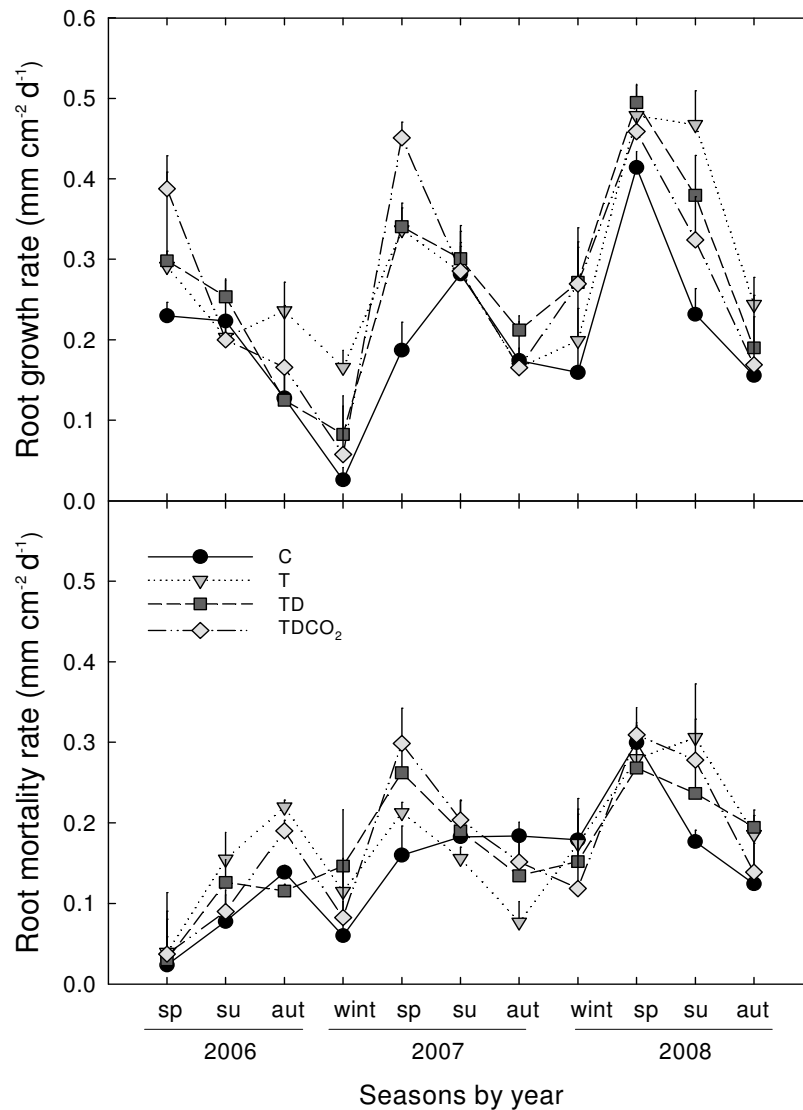 0.6
0.5
0.4
0.3
0.2
0.1
0.0
Root growth rate (mm cm⁻² d⁻¹)
C
T
TD
TDCO₂
0.5
0.4
0.3
0.2
0.1
0.0
Root mortality rate (mm cm⁻² d⁻¹)
sp su aut wint sp su aut wint sp su aut
2006 2007 2008
Seasons by year